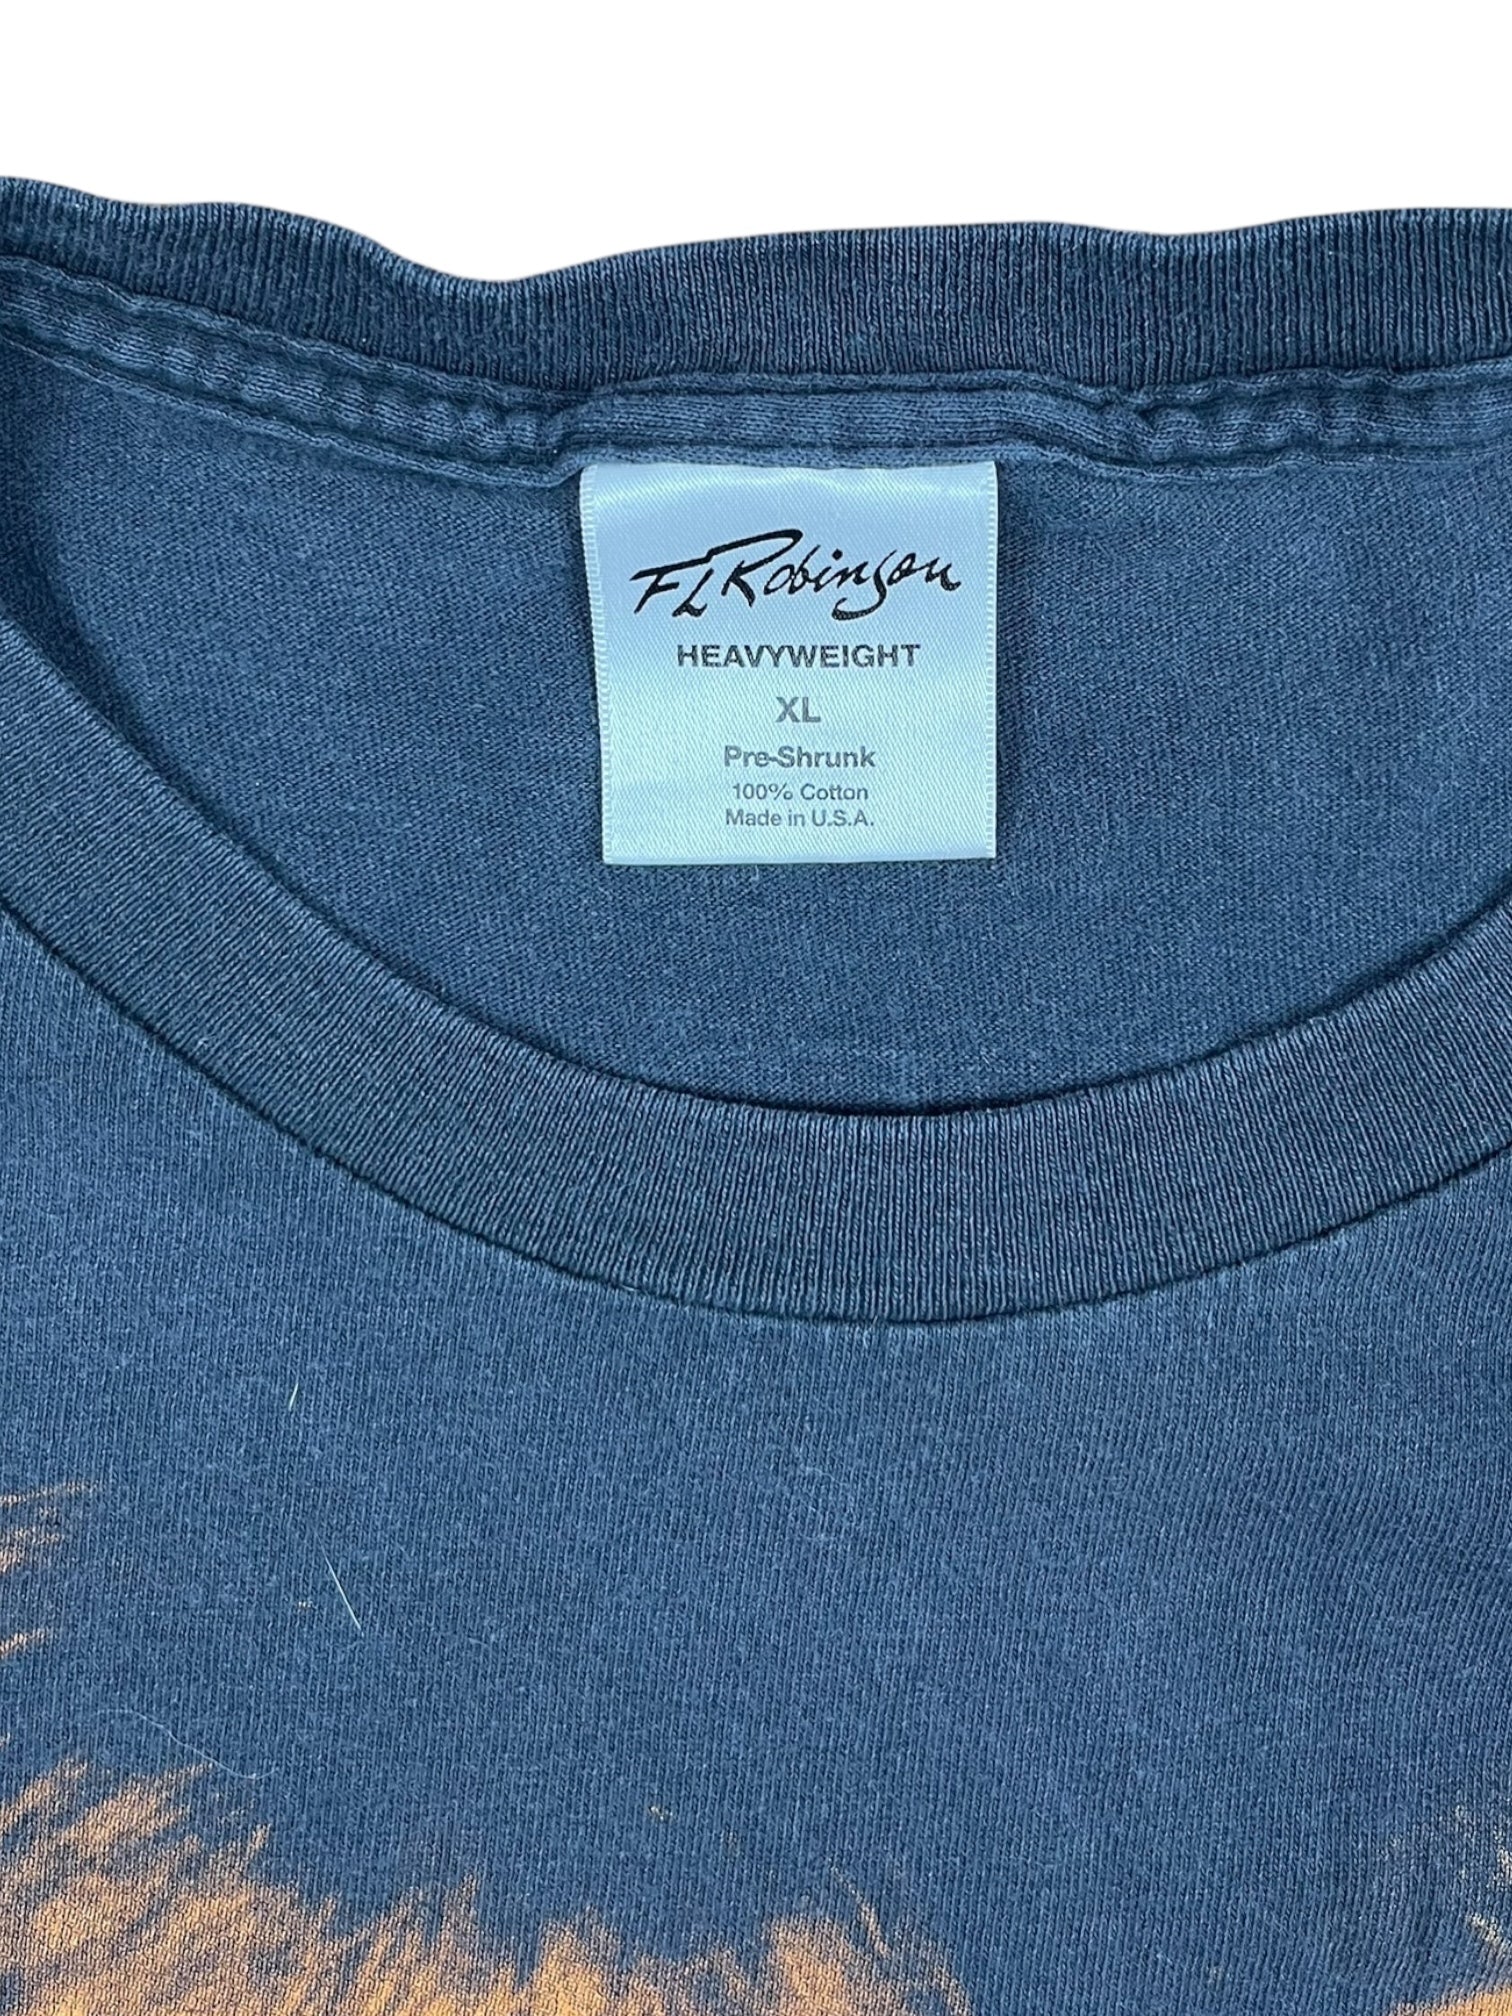 FL Robinson
HEAVYWEIGHT
XL
Pre-Shrunk
100% Cotton
Made in U.S.A.